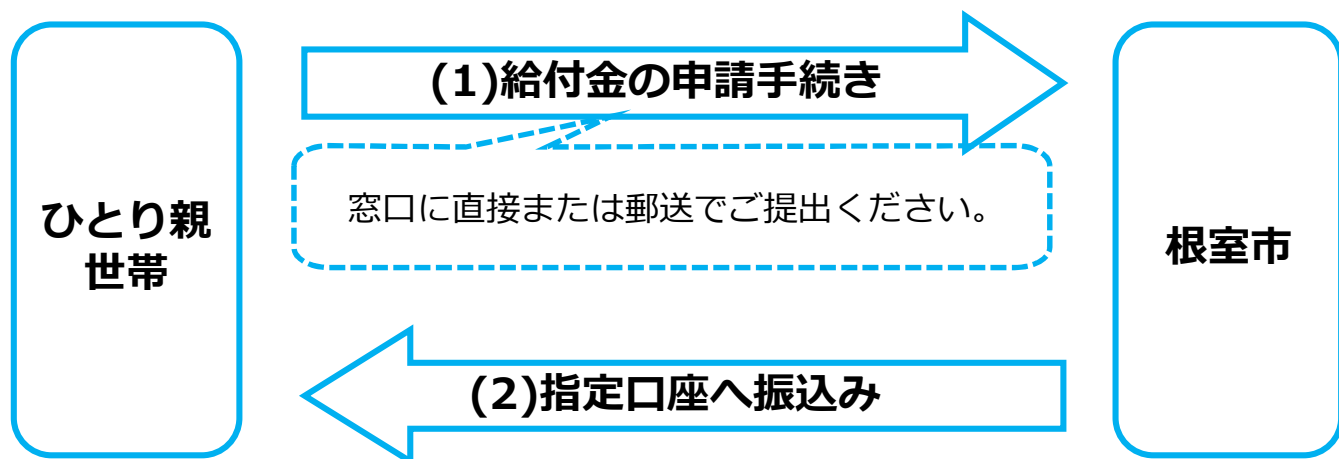 (1)給付金の申請手続き
窓口に直接または郵送でご提出ください。
ひとり親
世帯
根室市
(2)指定口座へ振込み